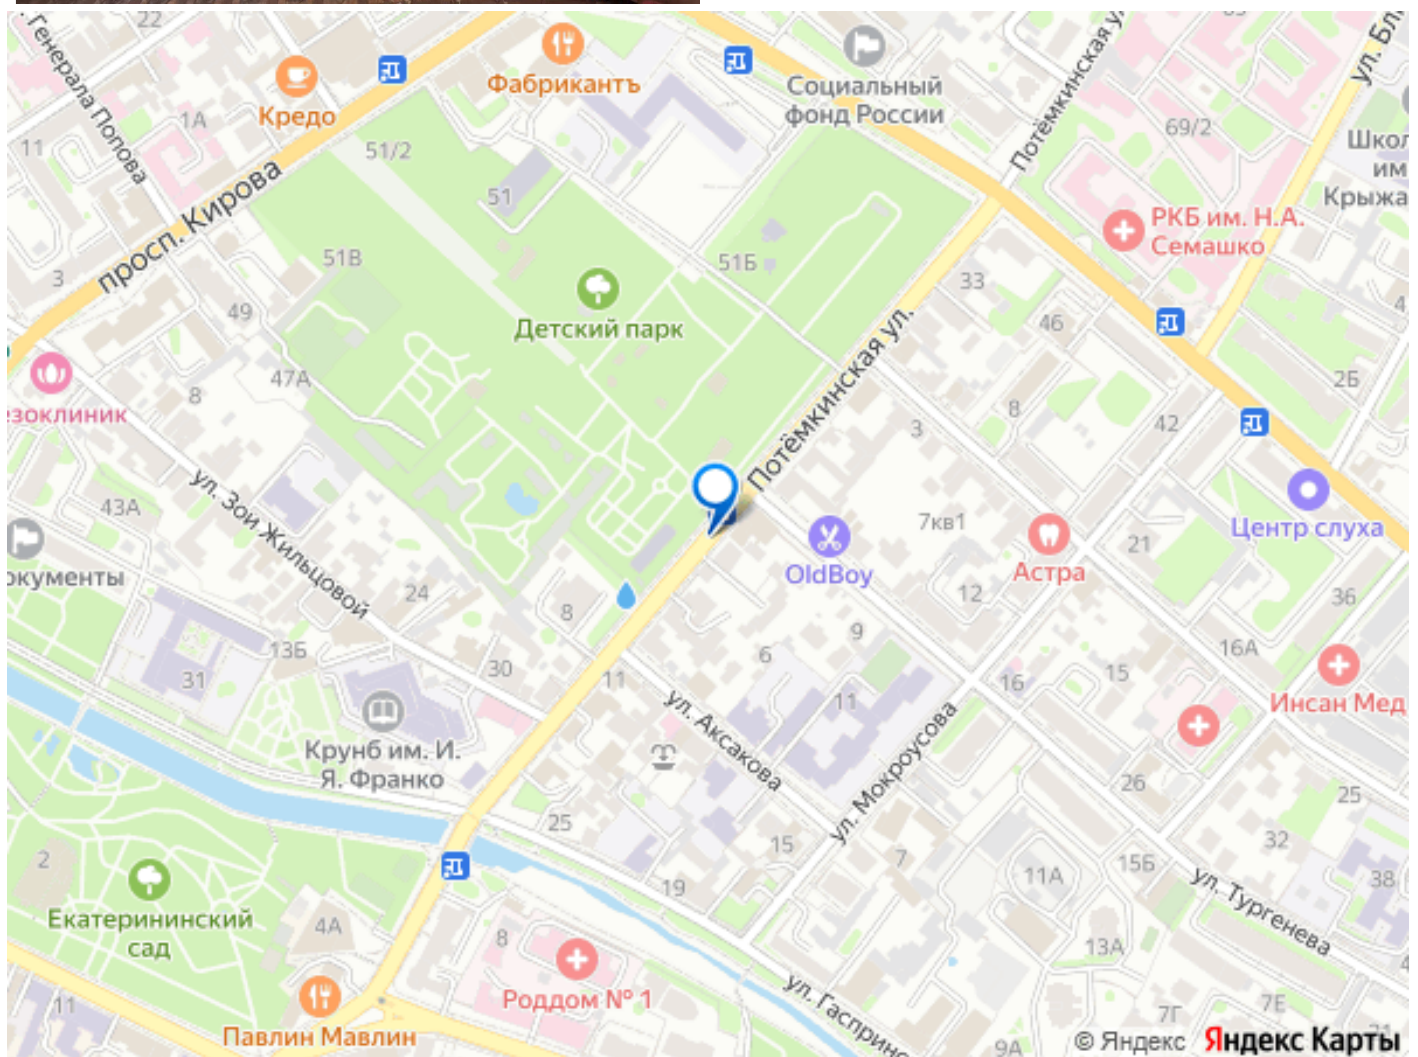 22
ул. Генерала Попова
11
1А
Кредо
Фабрикантъ
51/2
51
просп. Кирова
3
51В
49
47А
8
Социальный
фонд России
Потёмкинская ул.
69/2
Школ
им
Крыжа
РКБ им. Н.А.
Семашко
51Б
33
46
4
2Б
Детский парк
Потёмкинская ул.
8
3
42
зоклиник
ул. Зои Жильцовой
43А
окументы
24
8
OldBoy
7кв1
Астра
12
21
Центр слуха
36
16А
13Б
31
30
11
6
9
11
15
16
Инсан Мед
Крунб им. И.
Я. Франко
ул. Аксакова
ул. Мокроусова
26
25
32
25
15
7
11А
15Б
38
19
2
Екатерининский
сад
4А
8
13А
ул. Тургенева
Роддом № 1
Павлин Мавлин
11
ул. Гасприн
9А
7Г
7Е
© Яндекс Яндекс Карты